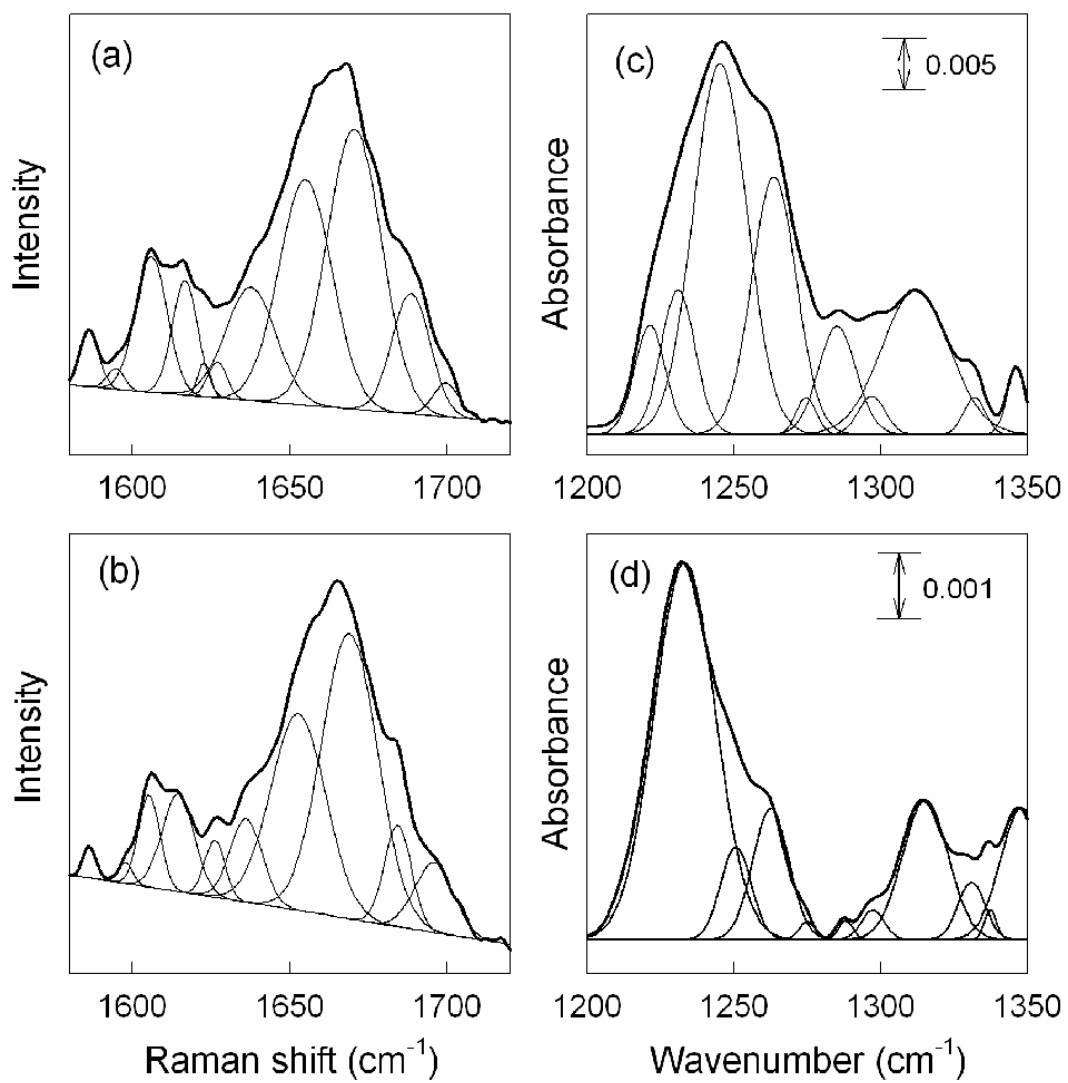 (a)
Intensity
1600 1650 1700
(c)
0.005
Absorbance
1200 1250 1300 1350
(b)
Intensity
1600 1650 1700
Raman shift (cm⁻¹)
(d)
0.001
Absorbance
1200 1250 1300 1350
Wavenumber (cm⁻¹)